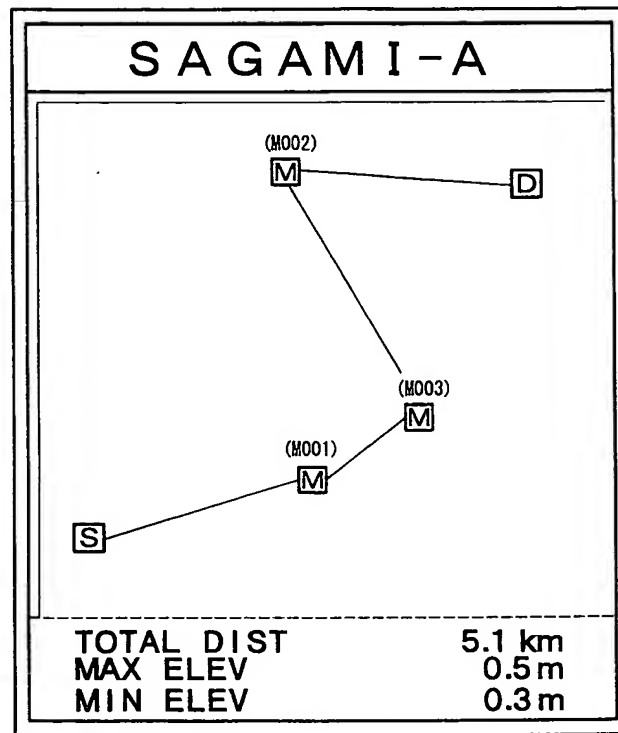 SAGAMI-A
(M002)
M
D
(M003)
M
(M001)
M
S
TOTAL DIST 5.1 km
MAX ELEV 0.5 m
MIN ELEV 0.3 m